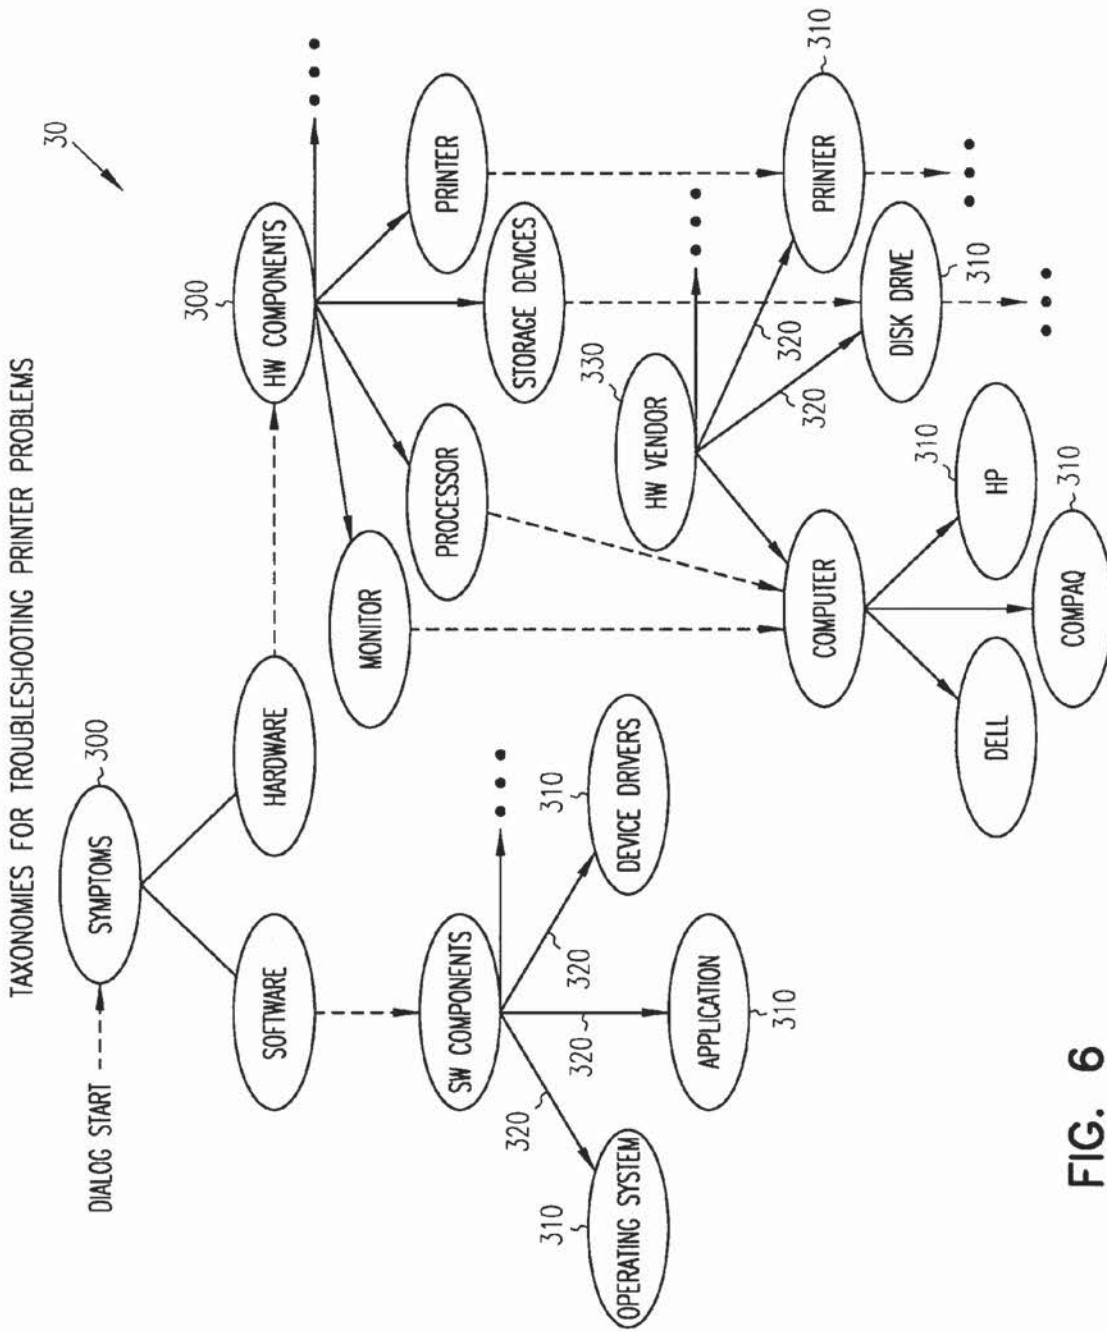 TAXONOMIES FOR TROUBLESHOOTING PRINTER PROBLEMS
30
DIALOG START
SYMPTOMS
300
SOFTWARE
HARDWARE
300
HW COMPONENTS
MONITOR
PROCESSOR
STORAGE DEVICES
PRINTER
SW COMPONENTS
320
320
320
310
OPERATING SYSTEM
APPLICATION
310
310
DEVICE DRIVERS
HW VENDOR
330
320
320
COMPUTER
DISK DRIVE
310
PRINTER
310
DELL
COMPAQ
310
HP
310
FIG. 6